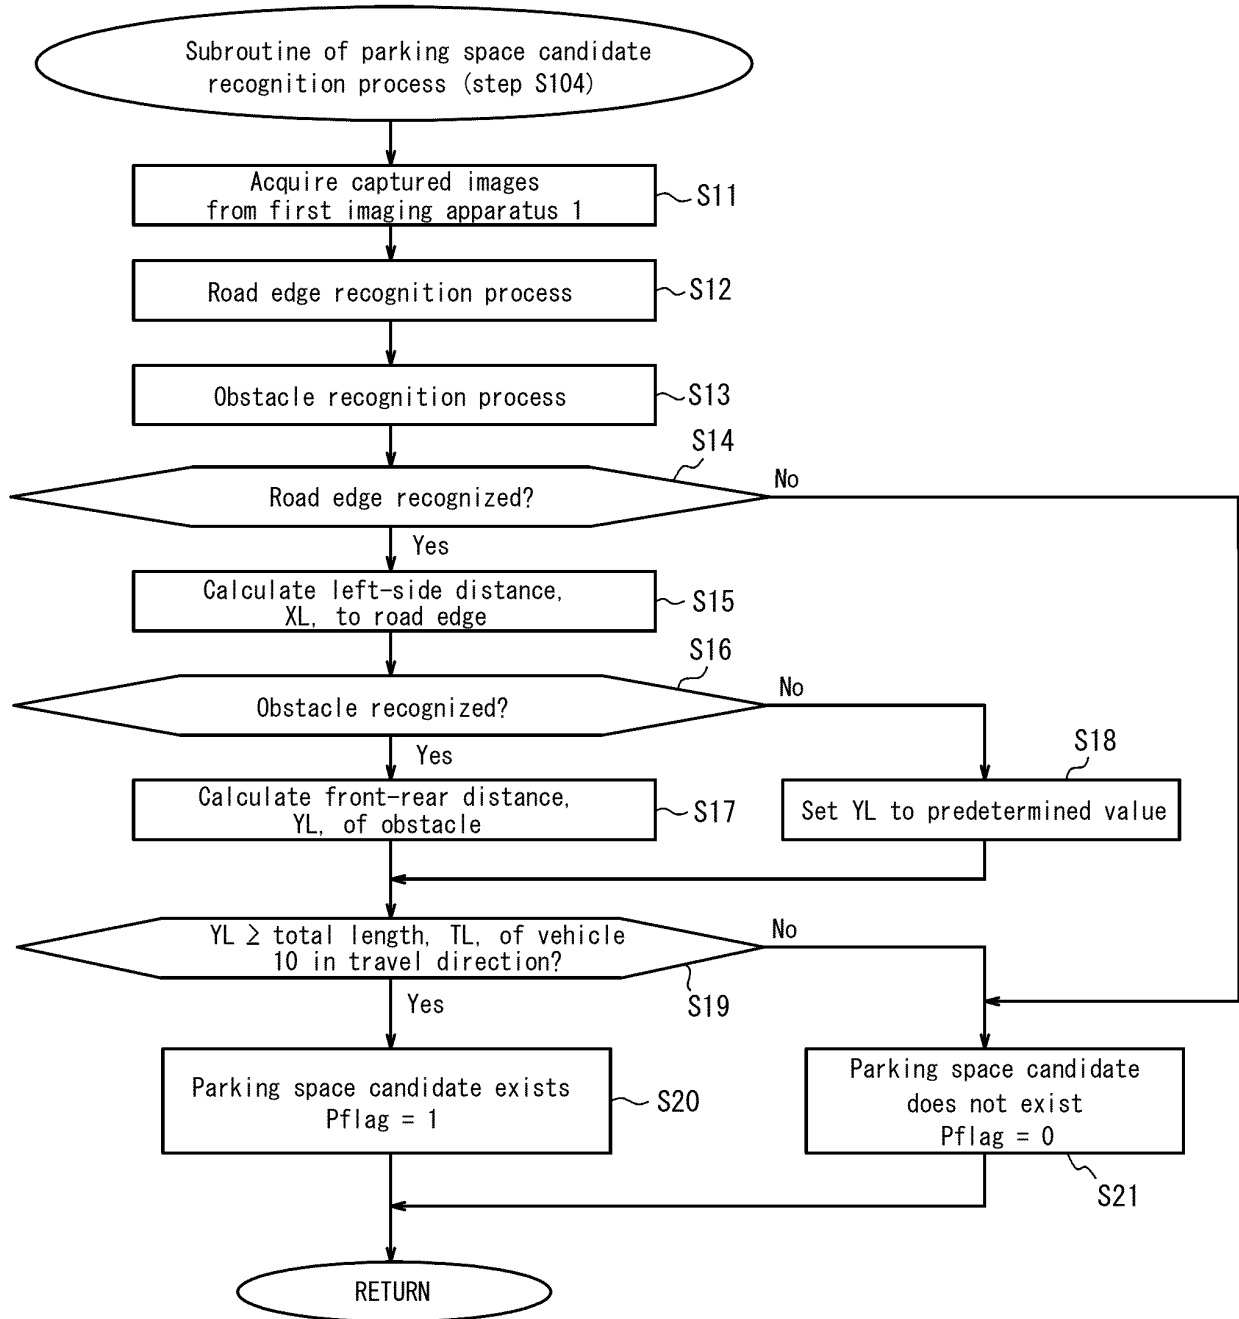 Subroutine of parking space candidate
recognition process (step S104)
Acquire captured images
from first imaging apparatus 1
S11
Road edge recognition process
S12
Obstacle recognition process
S13
S14
Road edge recognized?
No
Yes
Calculate left-side distance,
XL, to road edge
S15
S16
Obstacle recognized?
No
Yes
S18
Calculate front-rear distance,
YL, of obstacle
S17
Set YL to predetermined value
YL ≥ total length, TL, of vehicle
10 in travel direction?
No
S19
Yes
Parking space candidate exists
Pflag = 1
S20
Parking space candidate
does not exist
Pflag = 0
S21
RETURN